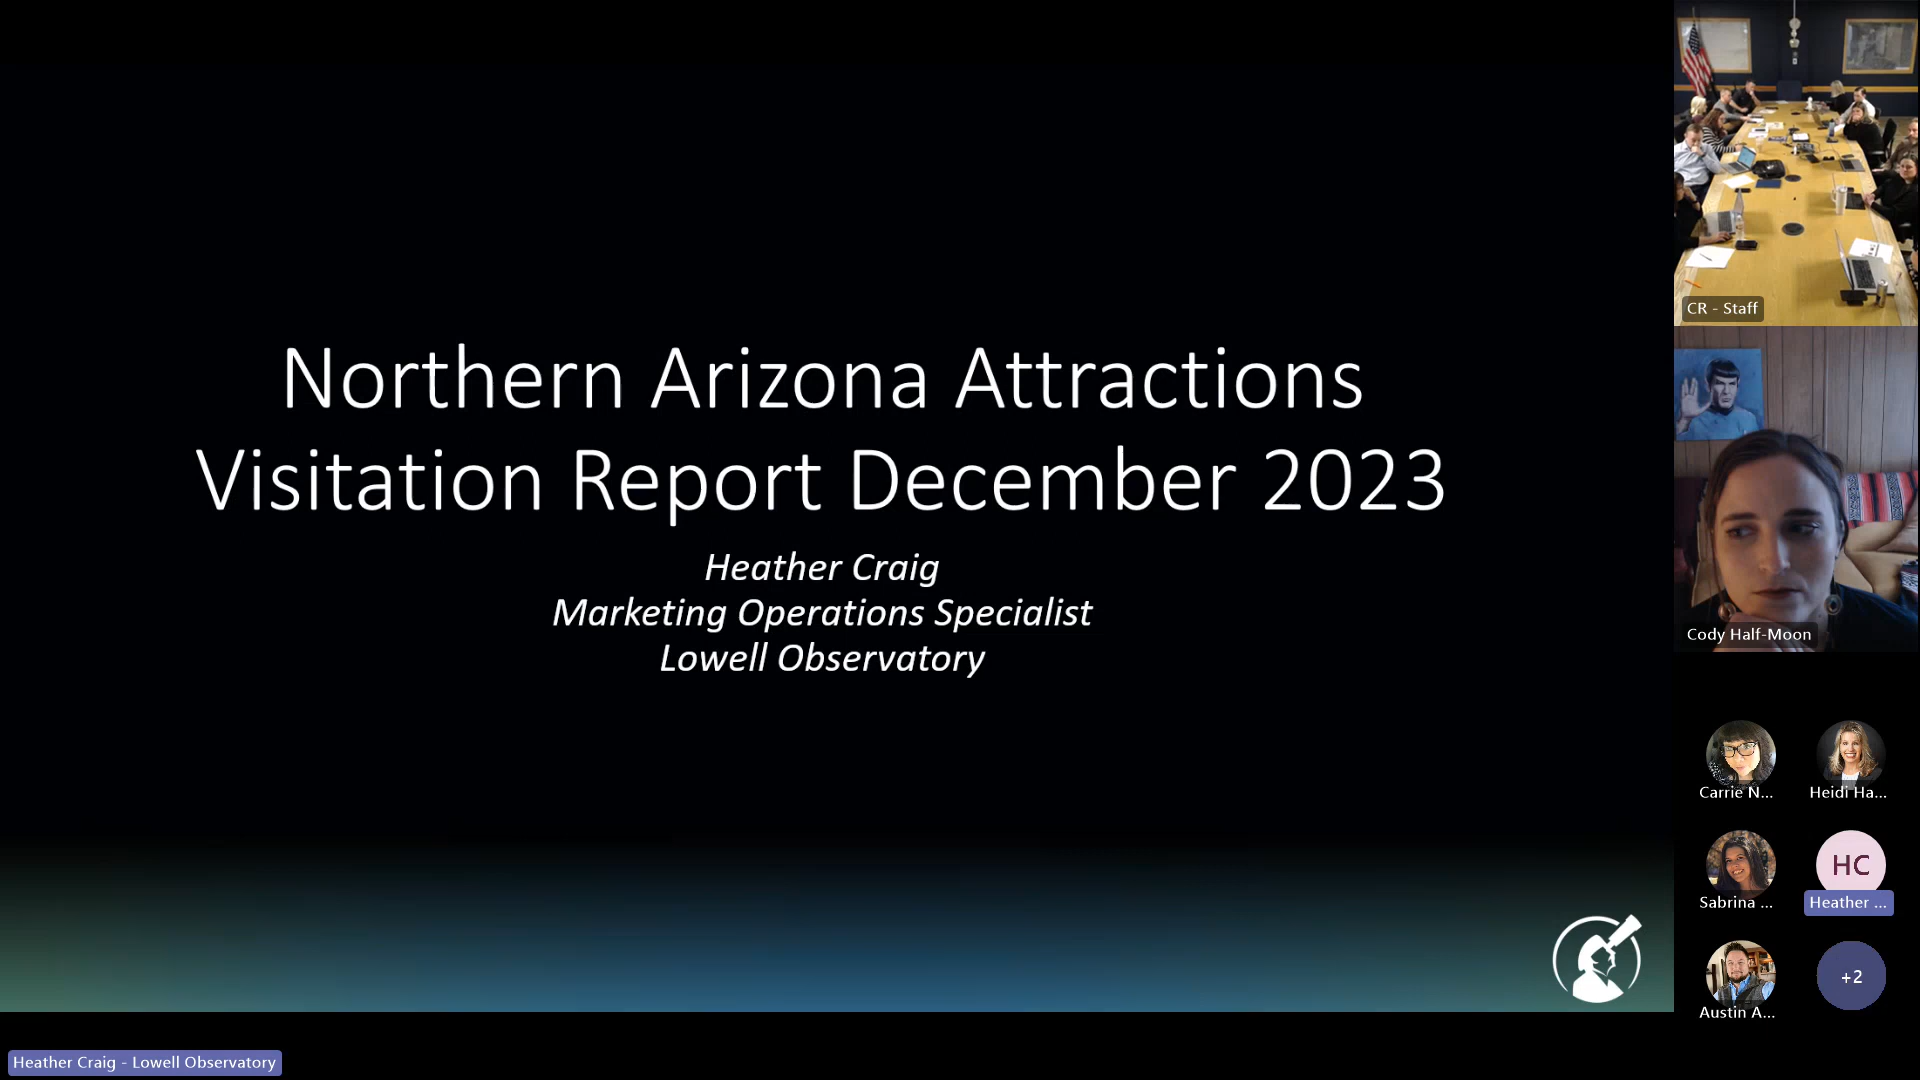 Northern Arizona Attractions
Visitation Report December 2023
Heather Craig
Marketing Operations Specialist
Lowell Observatory
CR - Staff
Cody Half-Moon
Carrie N...
Heidi Ha...
Sabrina ...
HC
Heather ...
Austin A...
+2
Heather Craig - Lowell Observatory